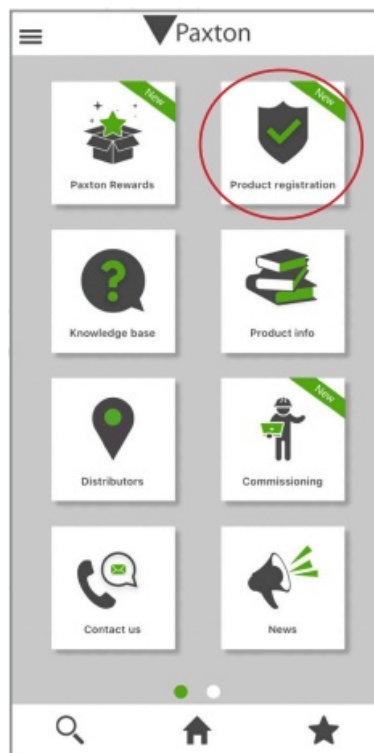 Paxton
New
New
Paxton Rewards
Product registration
Knowledge base
Product info
New
Distributors
Commissioning
Contact us
News